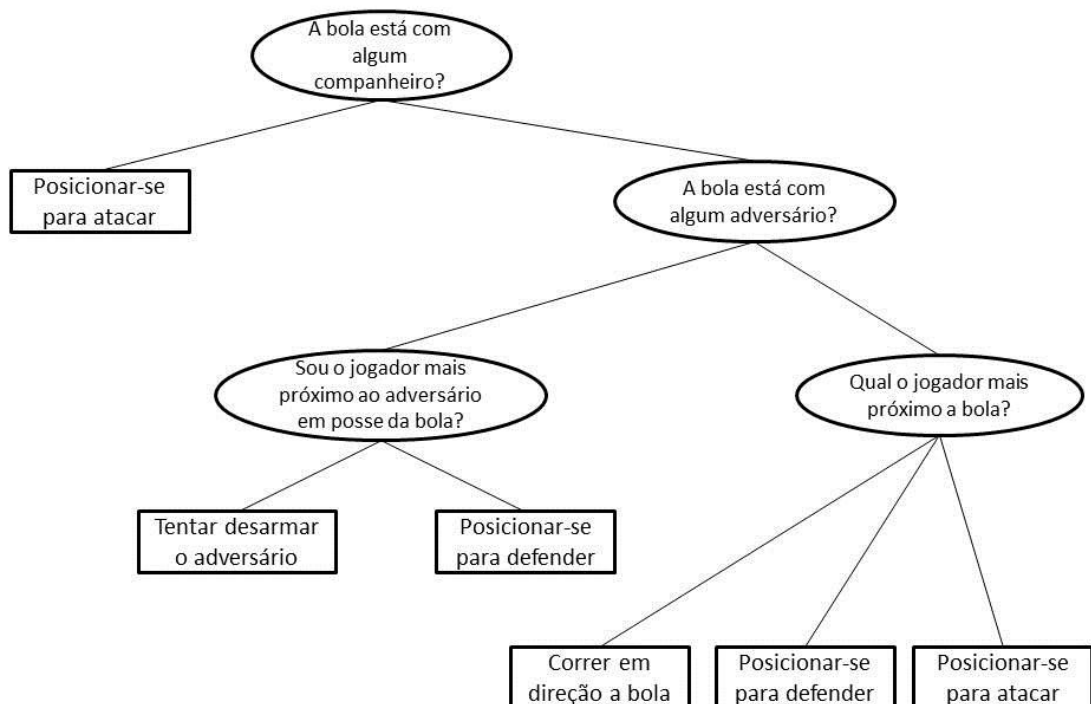 A bola está com
algum
companheiro?
Posicionar-se
para atacar
A bola está com
algum adversário?
Sou o jogador mais
próximo ao adversário
em posse da bola?
Qual o jogador mais
próximo a bola?
Tentar desarmar
o adversário
Posicionar-se
para defender
Correr em
direção a bola
Posicionar-se
para defender
Posicionar-se
para atacar